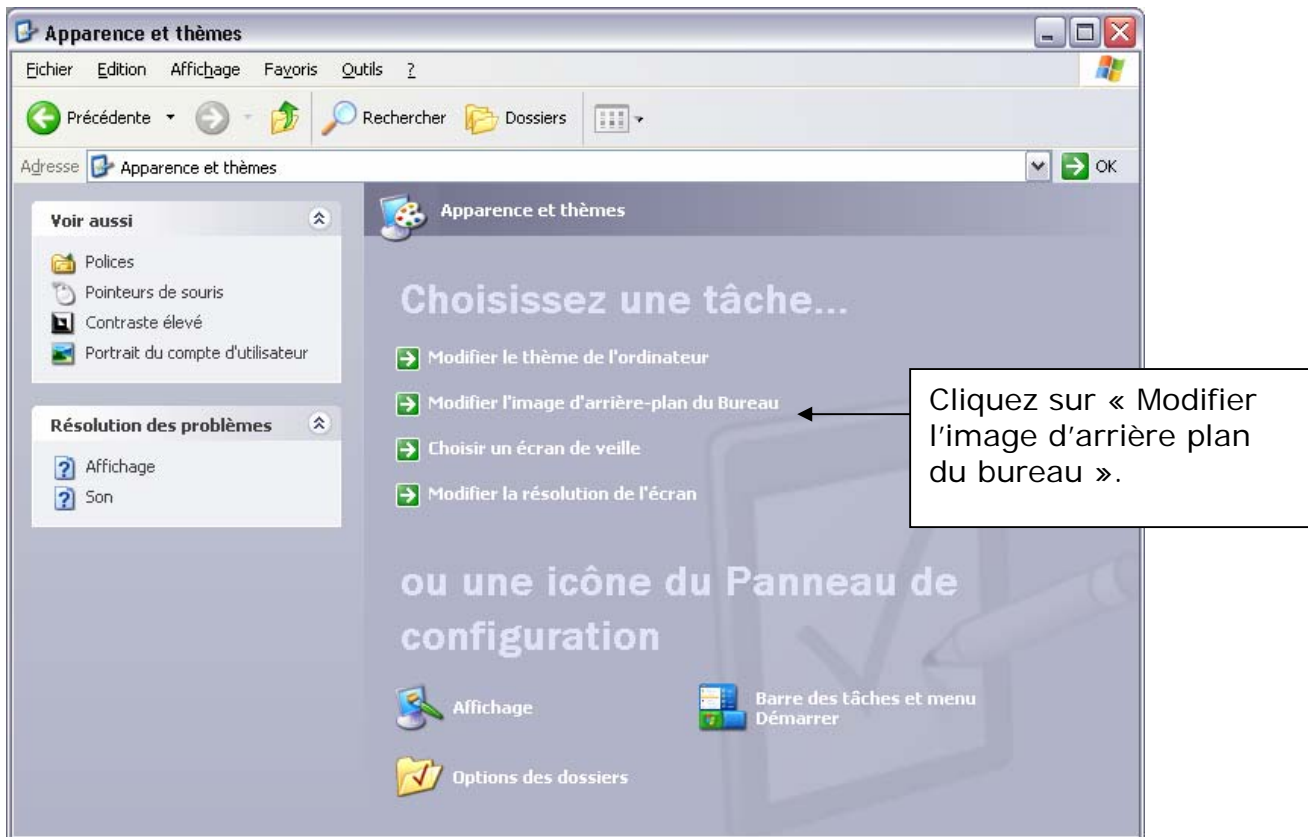 Apparence et thèmes
Fichier Edition Affichage Favoris Outils ?
Précédente Rechercher Dossiers
Adresse Apparence et thèmes OK
Voir aussi
Polices
Pointeurs de souris
Contraste élevé
Portrait du compte d'utilisateur
Résolution des problèmes
Affichage
Son
Apparence et thèmes
Choisissez une tâche...
Modifier le thème de l'ordinateur
Modifier l'image d'arrière-plan du Bureau
Choisir un écran de veille
Modifier la résolution de l'écran
Cliquez sur « Modifier
l'image d'arrière plan
du bureau ».
ou une icône du Panneau de
configuration
Affichage
Barre des tâches et menu
Démarrer
Options des dossiers